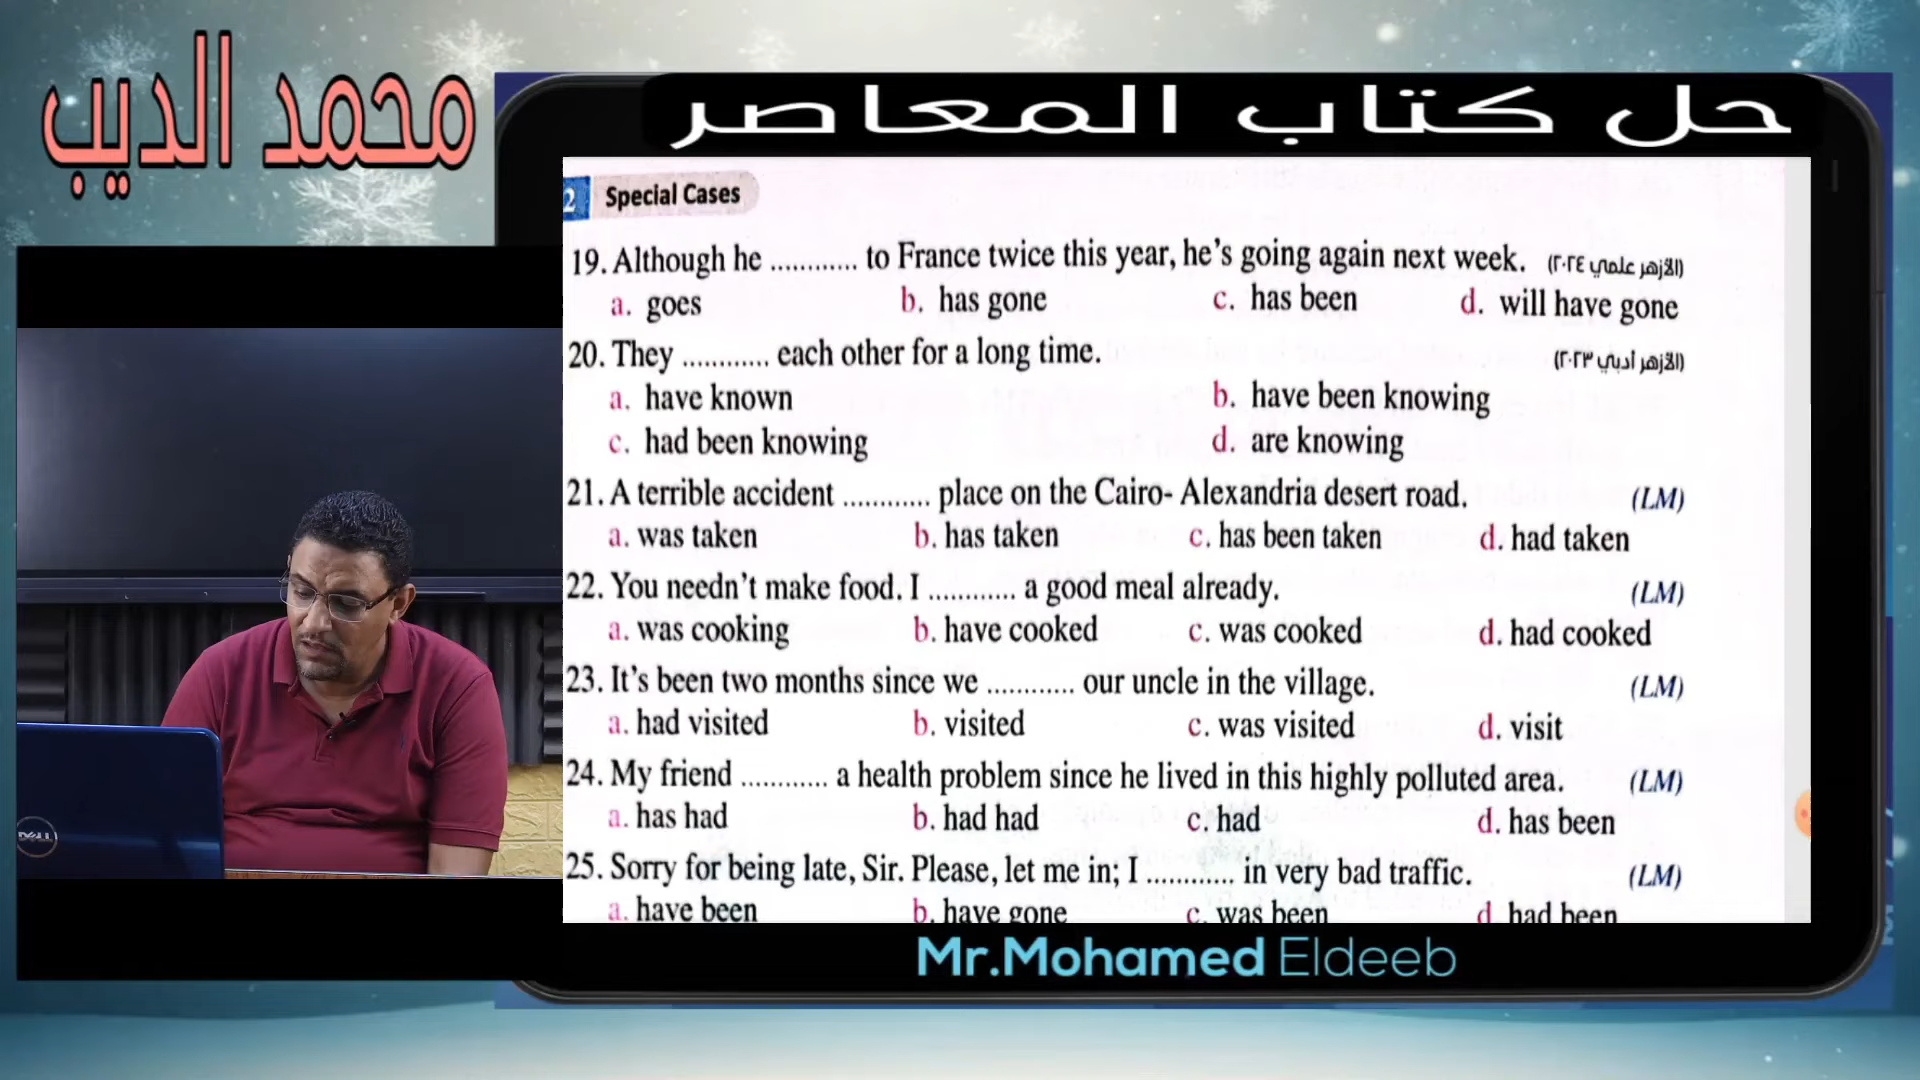 محمد الديب
حل كتاب المعاصر
2 Special Cases
19. Although he ............ to France twice this year, he's going again next week. (الأزهر علمي ٢٠٢٤)
a. goes b. has gone c. has been d. will have gone
20. They ............ each other for a long time. (الأزهر أدبي ٢٠٢٣)
a. have known b. have been knowing
c. had been knowing d. are knowing
21. A terrible accident ............ place on the Cairo- Alexandria desert road. (LM)
a. was taken b. has taken c. has been taken d. had taken
22. You needn't make food. I ............ a good meal already. (LM)
a. was cooking b. have cooked c. was cooked d. had cooked
23. It's been two months since we ............ our uncle in the village. (LM)
a. had visited b. visited c. was visited d. visit
24. My friend ............ a health problem since he lived in this highly polluted area. (LM)
a. has had b. had had c. had d. has been
25. Sorry for being late, Sir. Please, let me in; I ............ in very bad traffic. (LM)
a. have been b. have gone c. was been d. had been
DELL
Mr.Mohamed Eldeeb